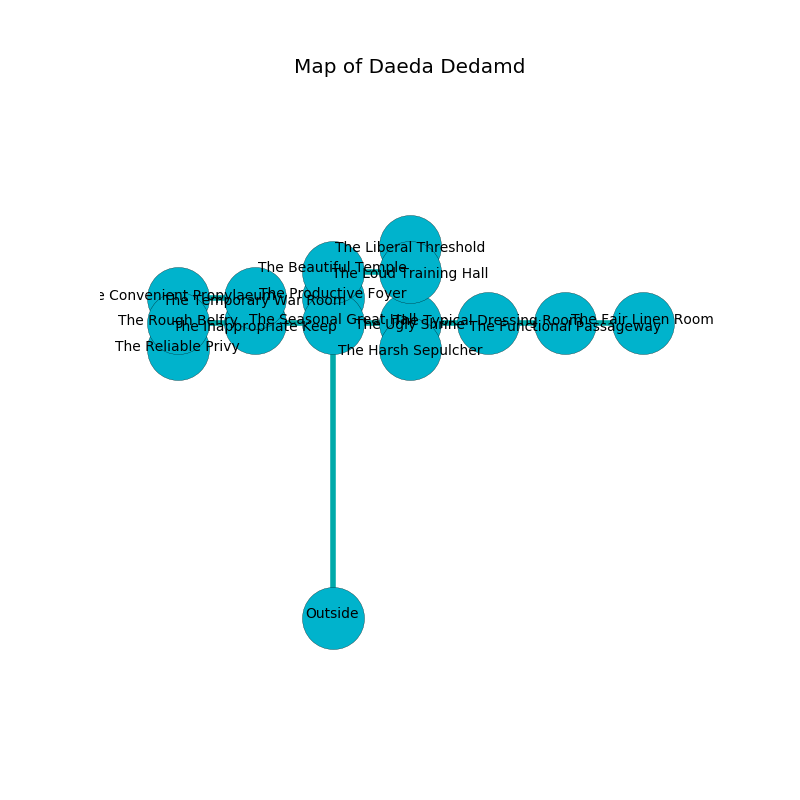 Map of Daeda Dedamd
The Liberal Threshold
The Beautiful Temple
The Loud Training Hall
The Productive Foyer
e Convenient Propylaeum
The Temporary War Room
The Seasonal Great Hall
The Rough Belfry
The Inappropriate Keep
The Ugly Shrine
The Typical Dressing Room
The Functional Passageway
The Fair Linen Room
The Reliable Privy
The Harsh Sepulcher
Outside